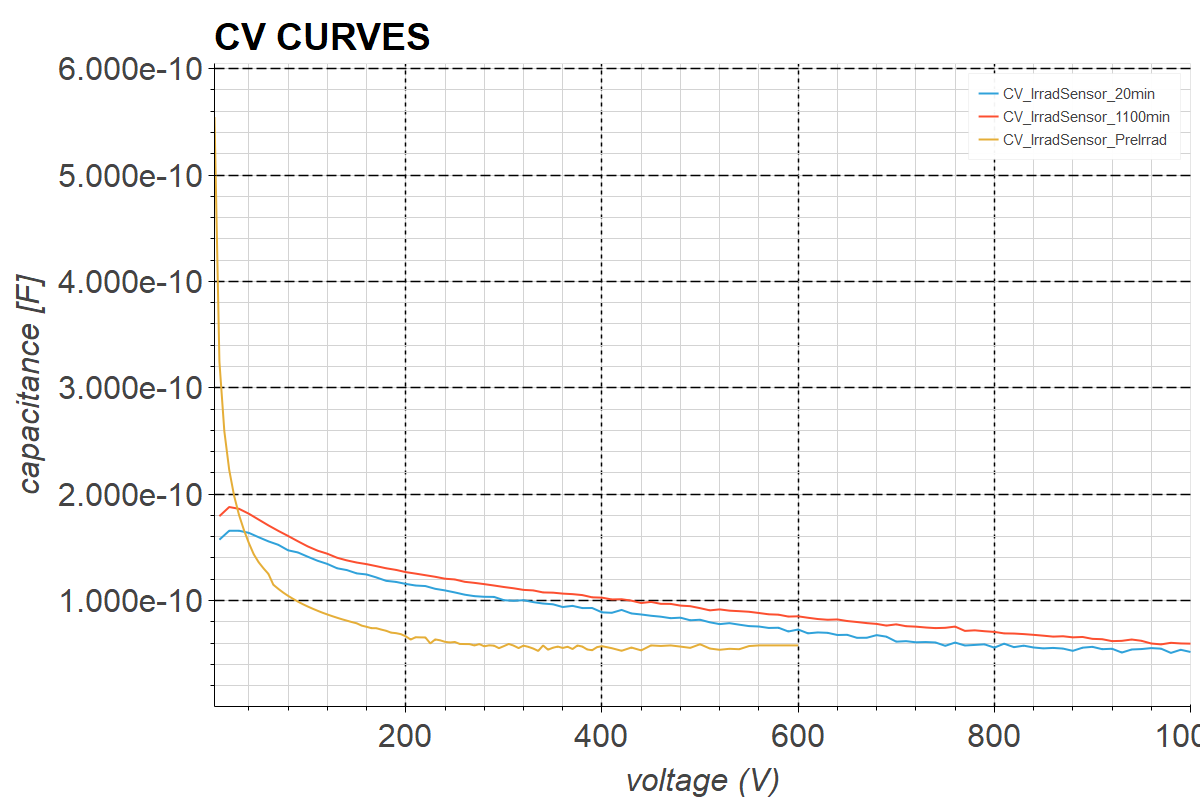 CV CURVES
6.000e-10
5.000e-10
4.000e-10
3.000e-10
2.000e-10
1.000e-10
capacitance [F]
CV_IrradSensor_20min
CV_IrradSensor_1100min
CV_IrradSensor_PreIrrad
200
400
600
800
100
voltage (V)